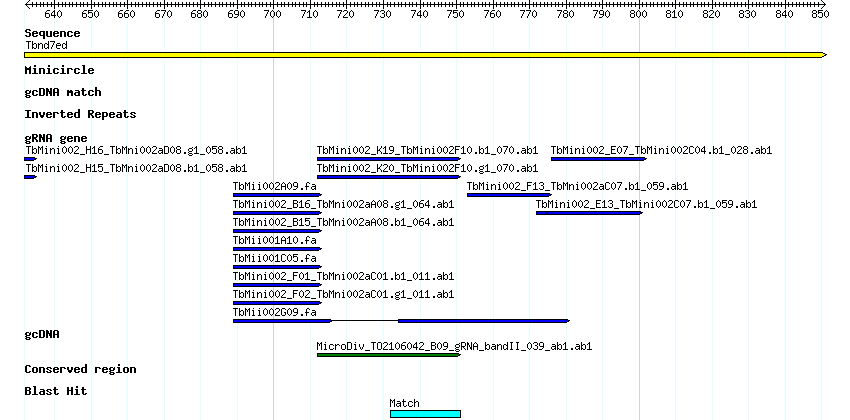 640 650 660 670 680 690 700 710 720 730 740 750 760 770 780 790 800 810 820 830 840 850
Sequence
Tbnd7ed
Minicircle
gcDNA match
Inverted Repeats
gRNA gene
TbMini002_H16_TbMni002aD08.g1_058.ab1 TbMini002_K19_TbMini002F10.b1_070.ab1 TbMini002_E07_TbMini002C04.b1_028.ab1
TbMini002_H15_TbMni002aD08.b1_058.ab1 TbMini002_K20_TbMini002F10.g1_070.ab1
TbMii002A09.fa TbMini002_F13_TbMni002aC07.b1_059.ab1
TbMini002_B16_TbMni002aA08.g1_064.ab1 TbMini002_E13_TbMini002C07.b1_059.ab1
TbMini002_B15_TbMni002aA08.b1_064.ab1
TbMii001A10.fa
TbMii001C05.fa
TbMini002_F01_TbMni002aC01.b1_011.ab1
TbMini002_F02_TbMni002aC01.g1_011.ab1
TbMii002G09.fa
gcDNA
MicroDiv_TO2106042_B09_gRNA_bandII_039_ab1.ab1
Conserved region
Blast Hit
Match